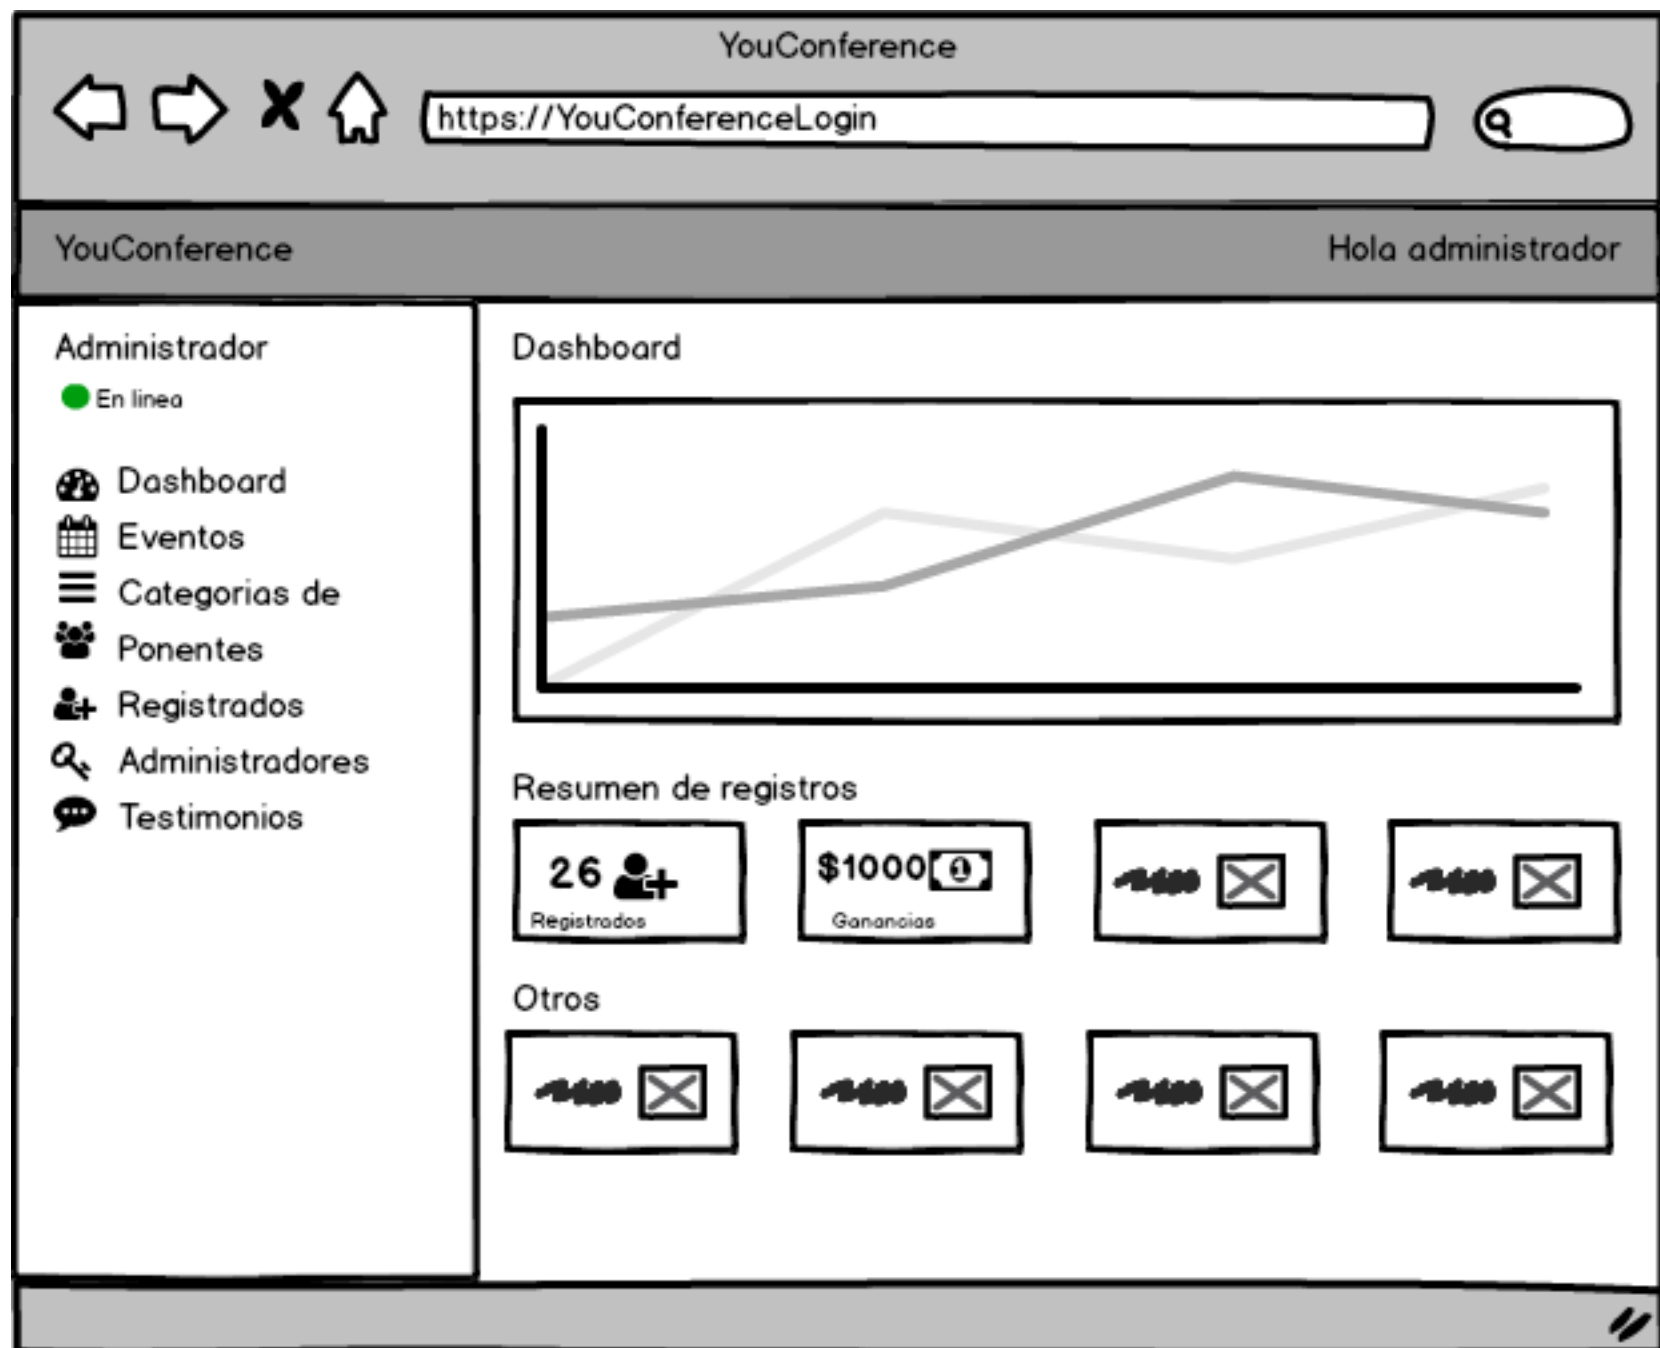 YouConference
https://YouConferenceLogin
YouConference
Hola administrador
Administrador
En linea
Dashboard
Eventos
Categorias de
Ponentes
Registrados
Administradores
Testimonios
Dashboard
Resumen de registros
26
Registrados
$1000
1
Ganancias
Otros